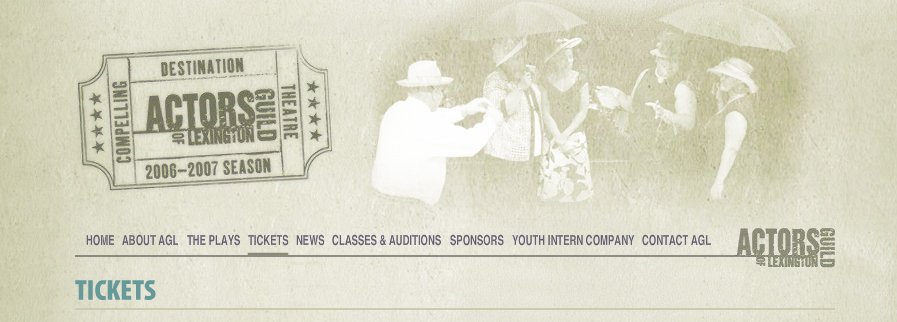 DESTINATION
COMPELLING
ACTORS
GUILD
OF LEXINGTON
THEATRE
2006–2007 SEASON
HOME ABOUT AGL THE PLAYS TICKETS NEWS CLASSES & AUDITIONS SPONSORS YOUTH INTERN COMPANY CONTACT AGL
ACTORS
GUILD
OF LEXINGTON
TICKETS